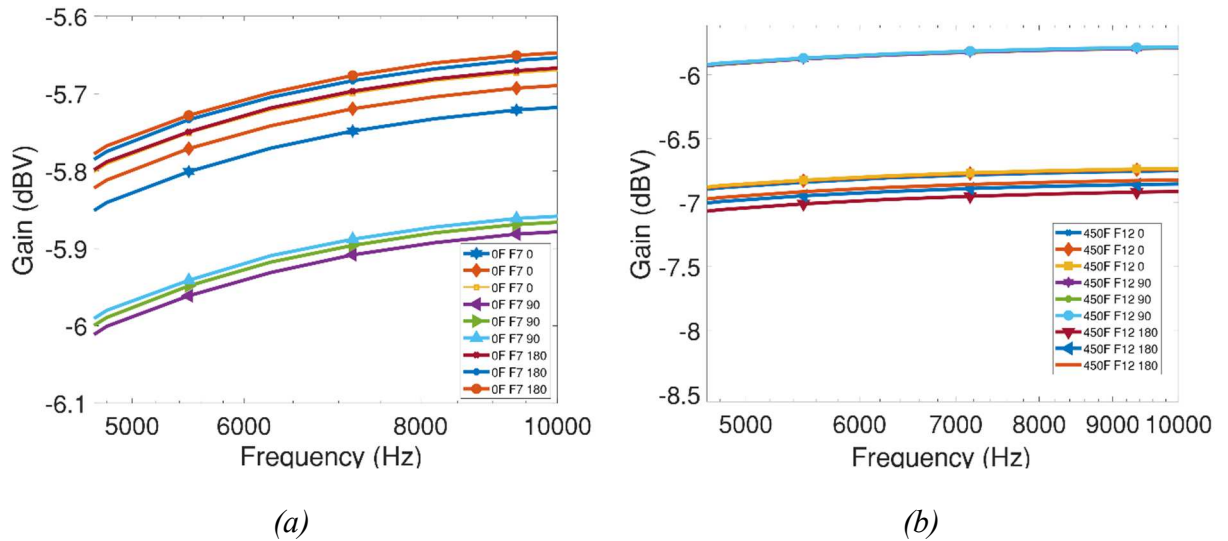 -5.6
-5.7
-5.8
-5.9
-6
-6.1
Gain (dBV)
5000 6000 8000 10000
Frequency (Hz)
0F F7 0
0F F7 0
0F F7 0
0F F7 90
0F F7 90
0F F7 90
0F F7 180
0F F7 180
0F F7 180
(a)
-6
-6.5
-7
-7.5
-8
-8.5
Gain (dBV)
5000 6000 7000 8000 9000 10000
Frequency (Hz)
450F F12 0
450F F12 0
450F F12 0
450F F12 90
450F F12 90
450F F12 90
450F F12 180
450F F12 180
450F F12 180
(b)